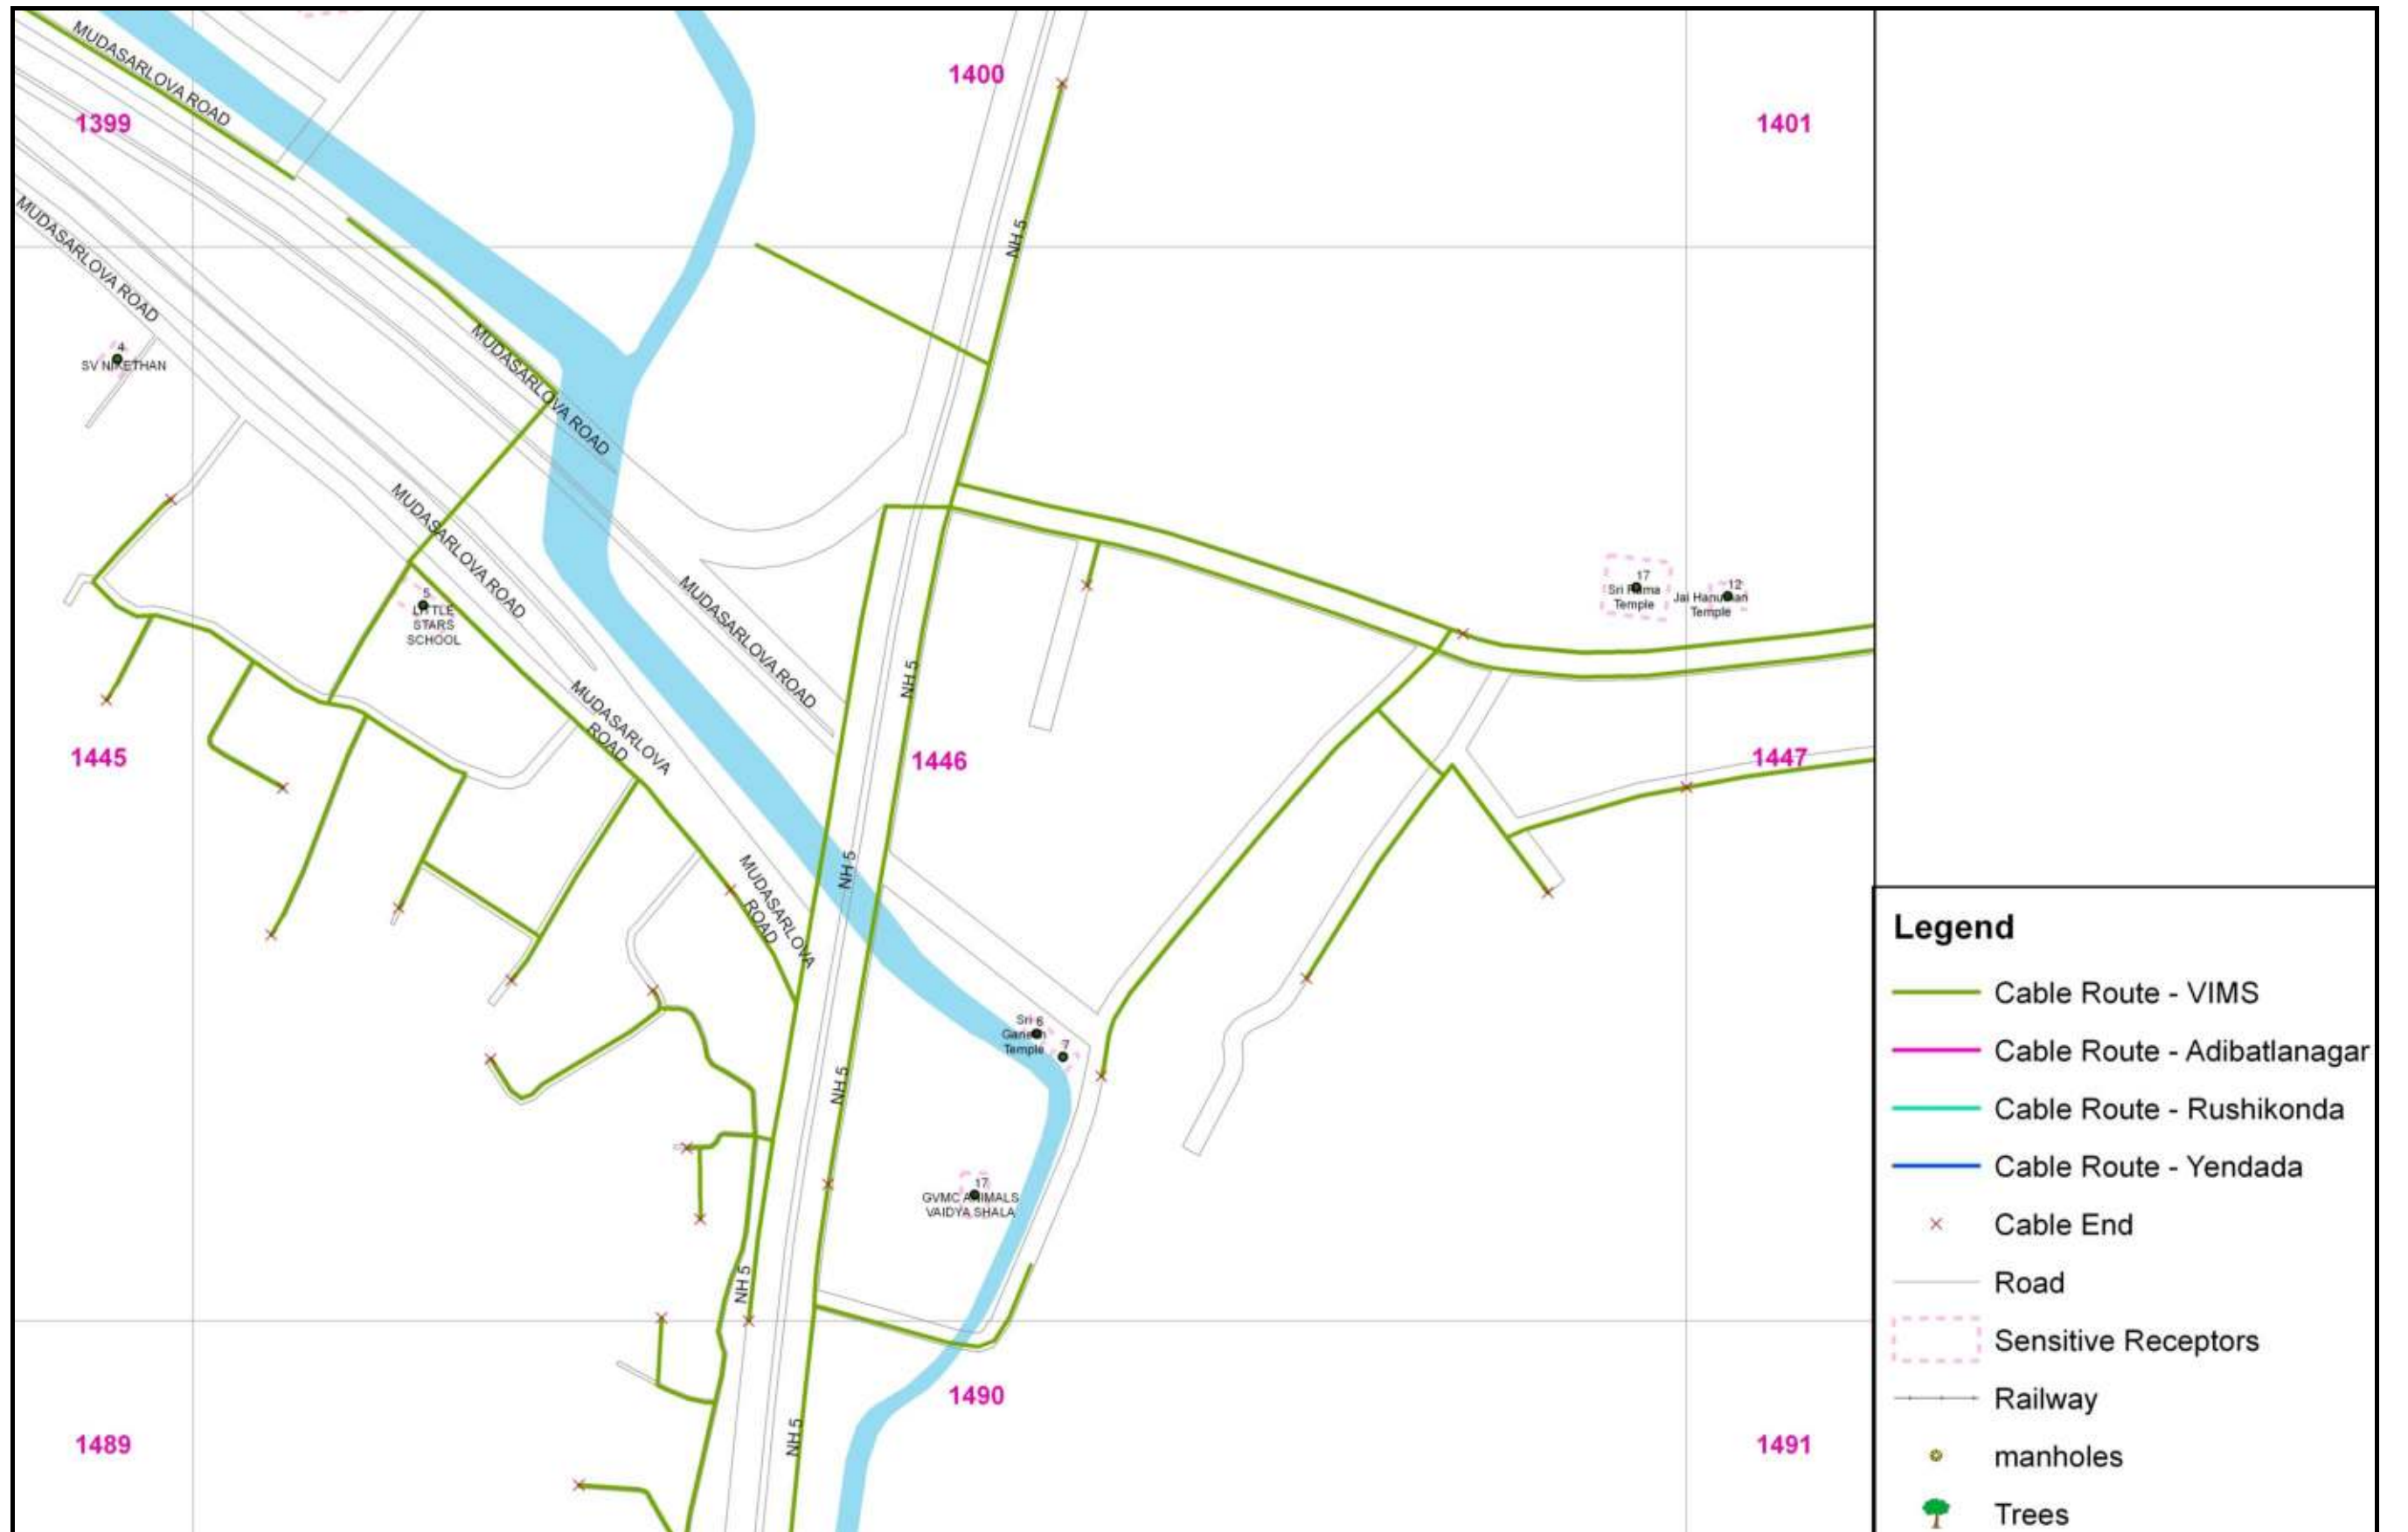 MUDASARLOVA ROAD
1399
1400
1401
NH 5
MUDASARLOVA ROAD
4
SV NIKETHAN
MUDASARLOVA ROAD
MUDASARLOVA ROAD
5
LITTLE
STARS
SCHOOL
MUDASARLOVA ROAD
17
Sri Rama
Temple
12
Jai Hanuman
Temple
NH 5
MUDASARLOVA
ROAD
1445
1446
1447
NH 5
MUDASARLOVA
ROAD
Sri 6
Ganesh
Temple
7
NH 5
17
GVMC ANIMALS
VAIDYA SHALA
NH 5
1490
NH 5
1489
1491
Legend
Cable Route - VIMS
Cable Route - Adibatlanagar
Cable Route - Rushikonda
Cable Route - Yendada
Cable End
Road
Sensitive Receptors
Railway
manholes
Trees